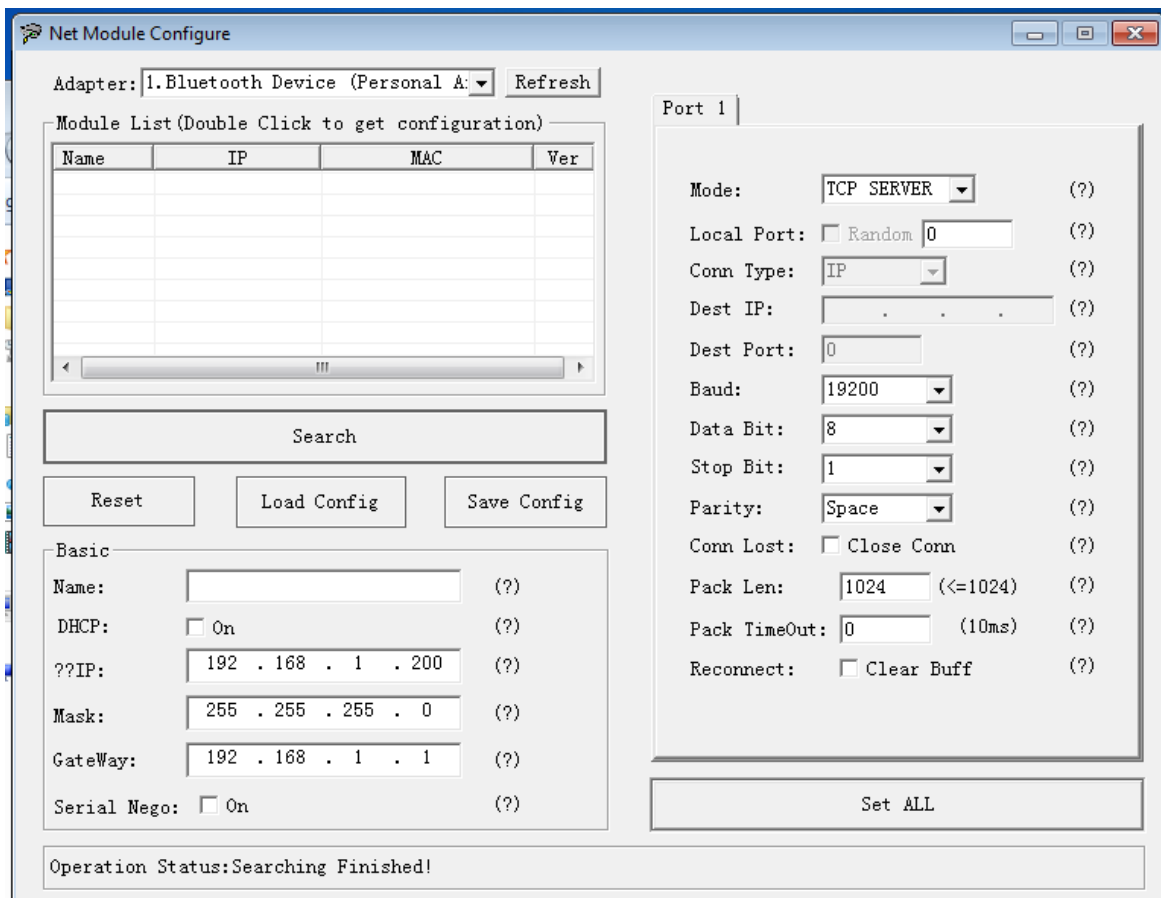 Net Module Configure
Adapter: 1.Bluetooth Device (Personal A: Refresh
Module List(Double Click to get configuration)
Name IP MAC Ver
Search
Reset Load Config Save Config
Basic
Name: (?)
DHCP: On (?)
??IP: 192 . 168 . 1 . 200 (?)
Mask: 255 . 255 . 255 . 0 (?)
GateWay: 192 . 168 . 1 . 1 (?)
Serial Nego: On (?)
Port 1
Mode: TCP SERVER (?)
Local Port: Random 0 (?)
Conn Type: IP (?)
Dest IP: . . . (?)
Dest Port: 0 (?)
Baud: 19200 (?)
Data Bit: 8 (?)
Stop Bit: 1 (?)
Parity: Space (?)
Conn Lost: Close Conn (?)
Pack Len: 1024 (<=1024) (?)
Pack TimeOut: 0 (10ms) (?)
Reconnect: Clear Buff (?)
Set ALL
Operation Status:Searching Finished!